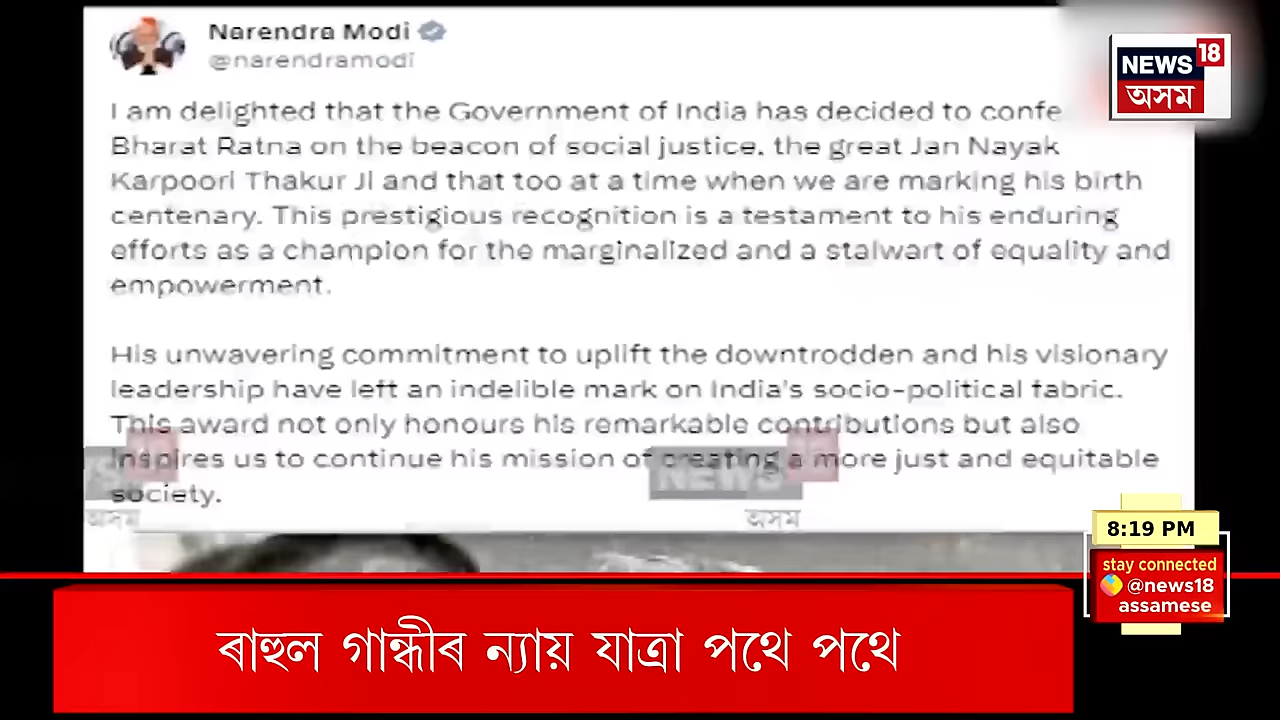 Narendra Modi
@narendramodi
I am delighted that the Government of India has decided to confe
Bharat Ratna on the beacon of social justice, the great Jan Nayak
Karpoori Thakur Ji and that too at a time when we are marking his birth
centenary. This prestigious recognition is a testament to his enduring
efforts as a champion for the marginalized and a stalwart of equality and
empowerment.
His unwavering commitment to uplift the downtrodden and his visionary
leadership have left an indelible mark on India's socio-political fabric.
This award not only honours his remarkable contributions but also
inspires us to continue his mission of creating a more just and equitable
society.
NEWS 18
অসম
NEWS 18
অসম
অসম
8:19 PM
stay connected
@news18
assamese
ৰাহুল গান্ধীৰ ন্যায় যাত্ৰা পথে পথে